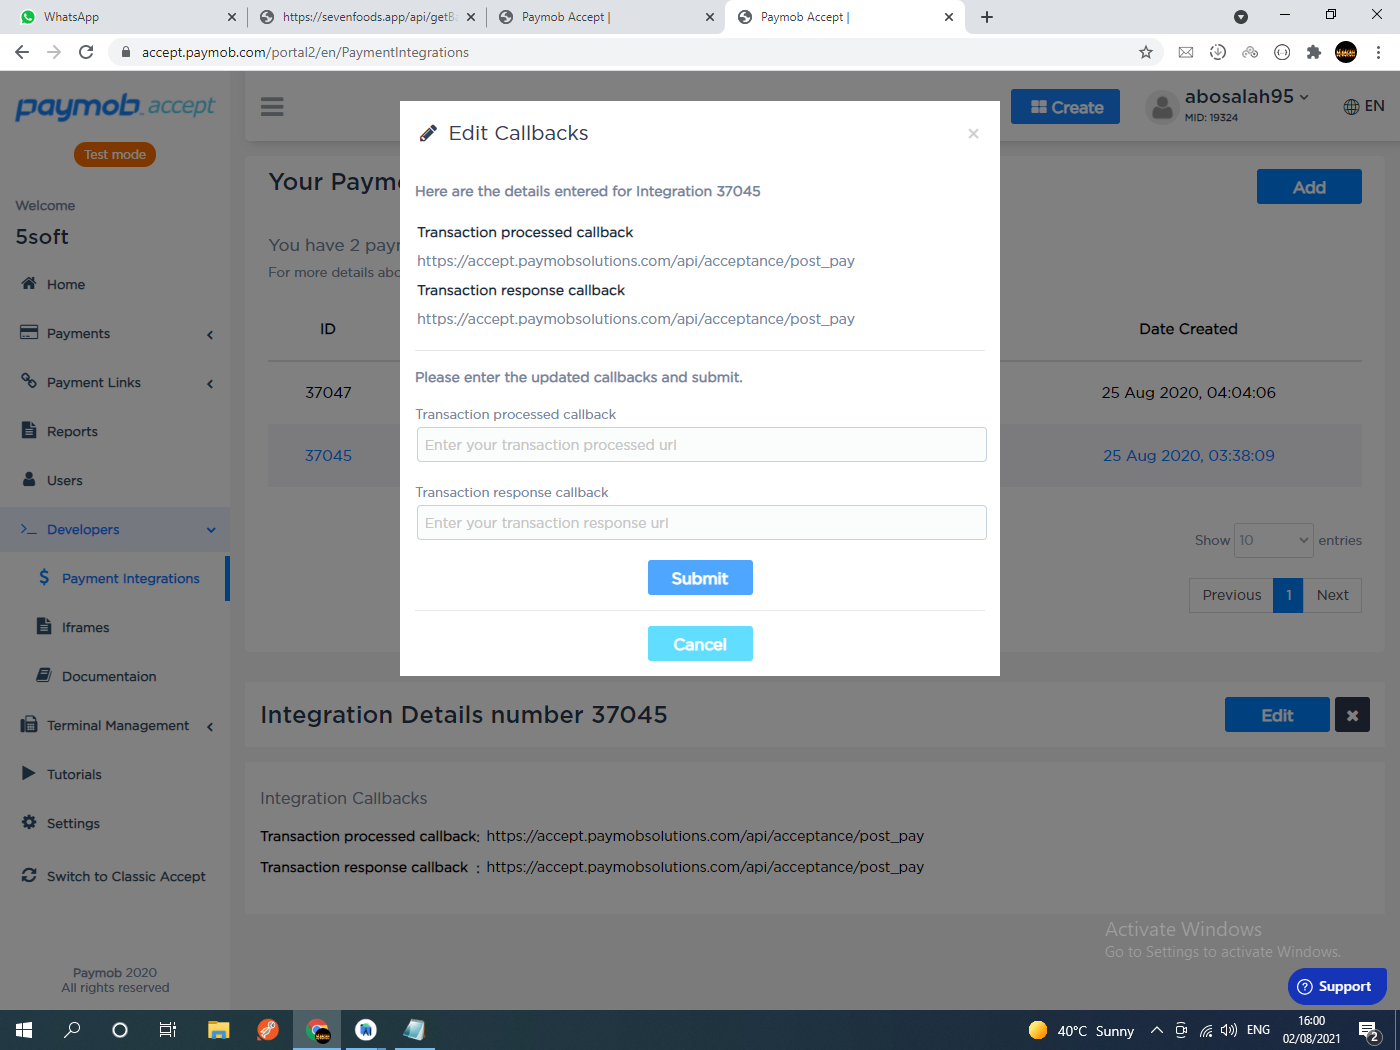 WhatsApp
https://sevenfoods.app/api/getB
Paymob Accept |
Paymob Accept |
accept.paymob.com/portal2/en/PaymentIntegrations
paymob accept
Test mode
Welcome
5soft
Home
Payments
Payment Links
Reports
Users
Developers
Payment Integrations
Iframes
Documentaion
Terminal Management
Tutorials
Settings
Switch to Classic Accept
Paymob 2020
All rights reserved
Create
abosalah95
MID: 19324
EN
Your Paym
Add
You have 2 payr
For more details abo
ID
Date Created
37047
25 Aug 2020, 04:04:06
37045
25 Aug 2020, 03:38:09
Show 10 entries
Previous 1 Next
Edit Callbacks
×
Here are the details entered for Integration 37045
Transaction processed callback
https://accept.paymobsolutions.com/api/acceptance/post_pay
Transaction response callback
https://accept.paymobsolutions.com/api/acceptance/post_pay
Please enter the updated callbacks and submit.
Transaction processed callback
Enter your transaction processed url
Transaction response callback
Enter your transaction response url
Submit
Cancel
Integration Details number 37045
Edit
Integration Callbacks
Transaction processed callback: https://accept.paymobsolutions.com/api/acceptance/post_pay
Transaction response callback : https://accept.paymobsolutions.com/api/acceptance/post_pay
Activate Windows
Go to Settings to activate Windows.
Support
40°C Sunny
ENG
16:00
02/08/2021
2